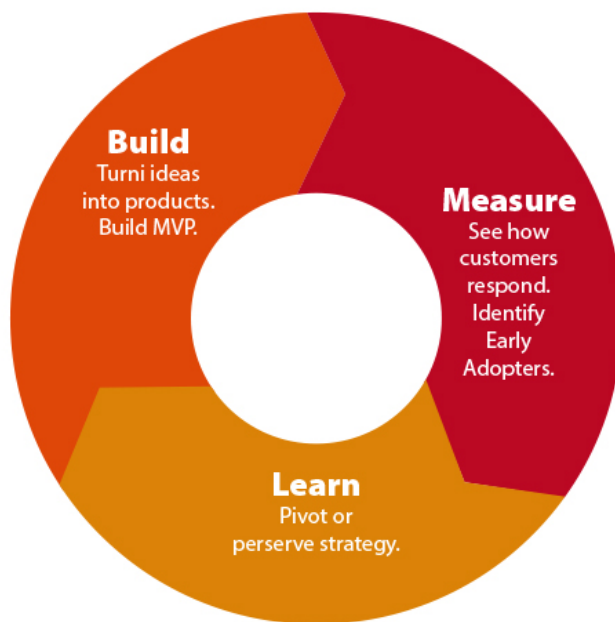 Build
Turni ideas
into products.
Build MVP.
Measure
See how
customers
respond.
Identify
Early
Adopters.
Learn
Pivot or
perserve strategy.